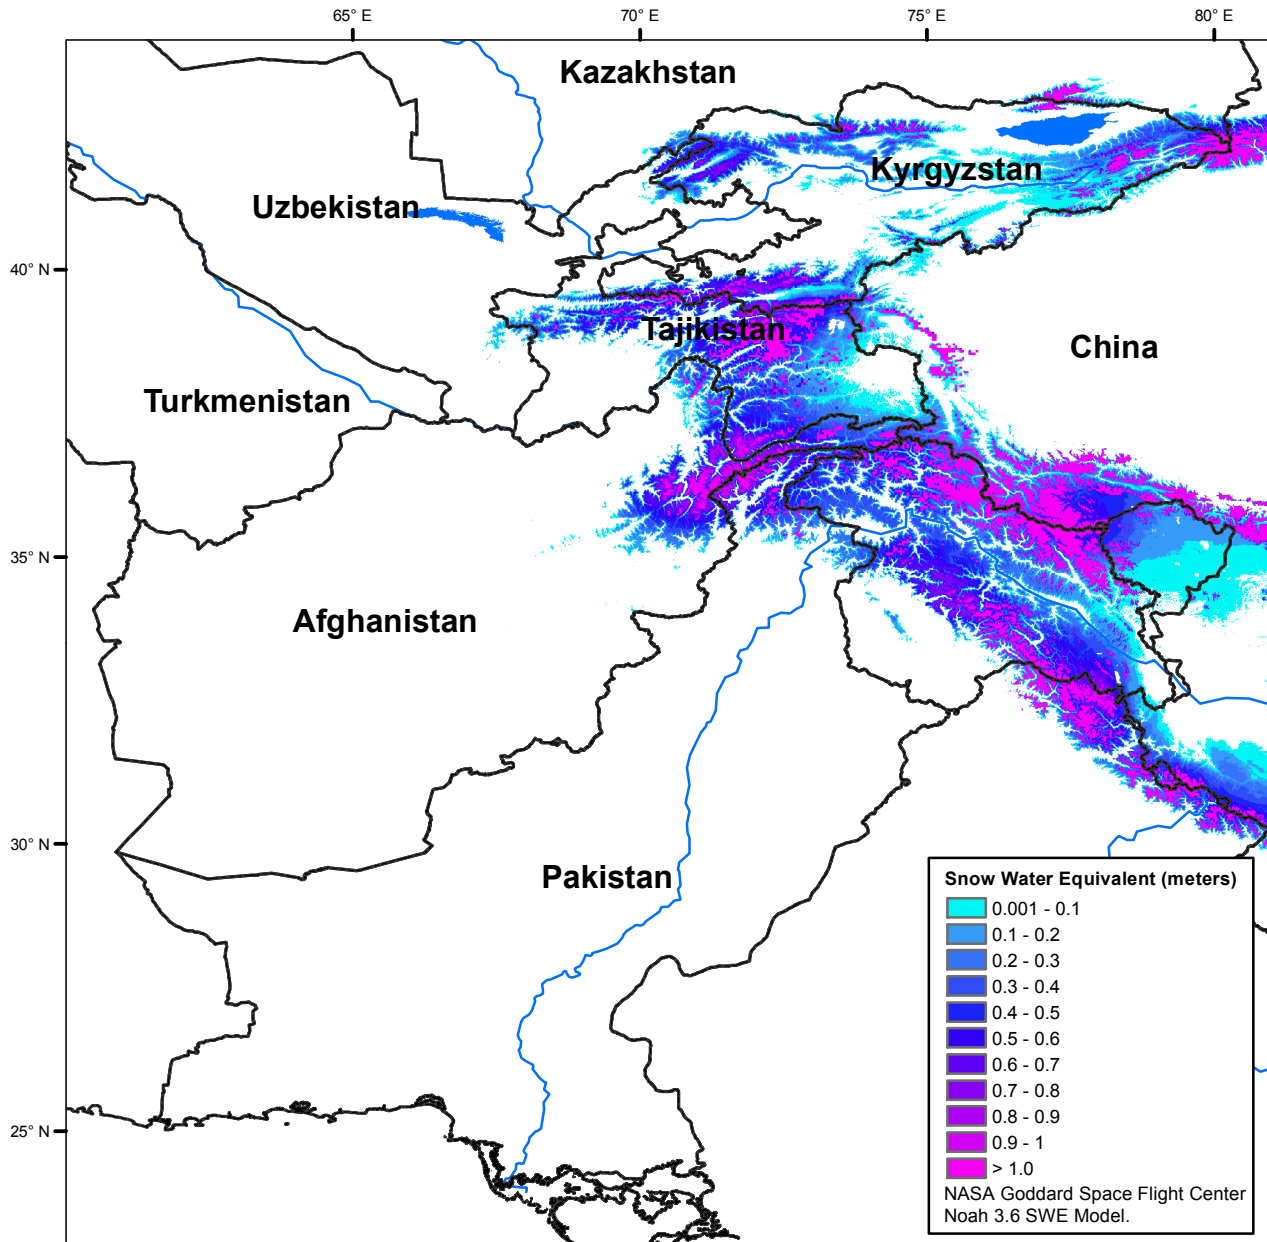 65° E
70° E
75° E
80° E
Kazakhstan
Kyrgyzstan
Uzbekistan
40° N
Tajikistan
China
Turkmenistan
35° N
Afghanistan
30° N
Pakistan
25° N
Snow Water Equivalent (meters)
0.001 - 0.1
0.1 - 0.2
0.2 - 0.3
0.3 - 0.4
0.4 - 0.5
0.5 - 0.6
0.6 - 0.7
0.7 - 0.8
0.8 - 0.9
0.9 - 1
> 1.0
NASA Goddard Space Flight Center
Noah 3.6 SWE Model.